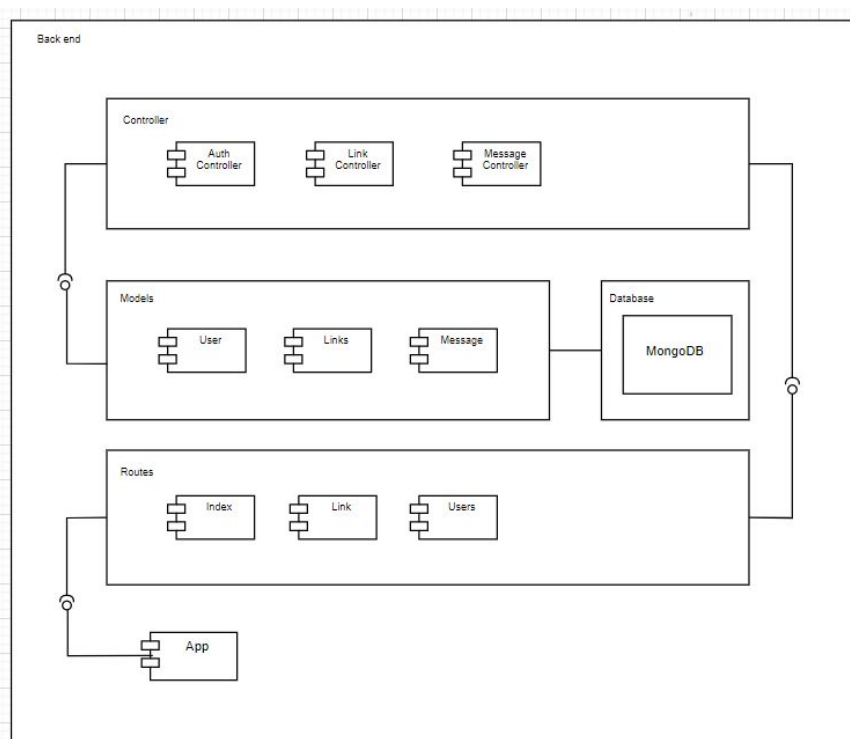 Back end
Controller
Auth
Controller
Link
Controller
Message
Controller
Models
User
Links
Message
Database
MongoDB
Routes
Index
Link
Users
App